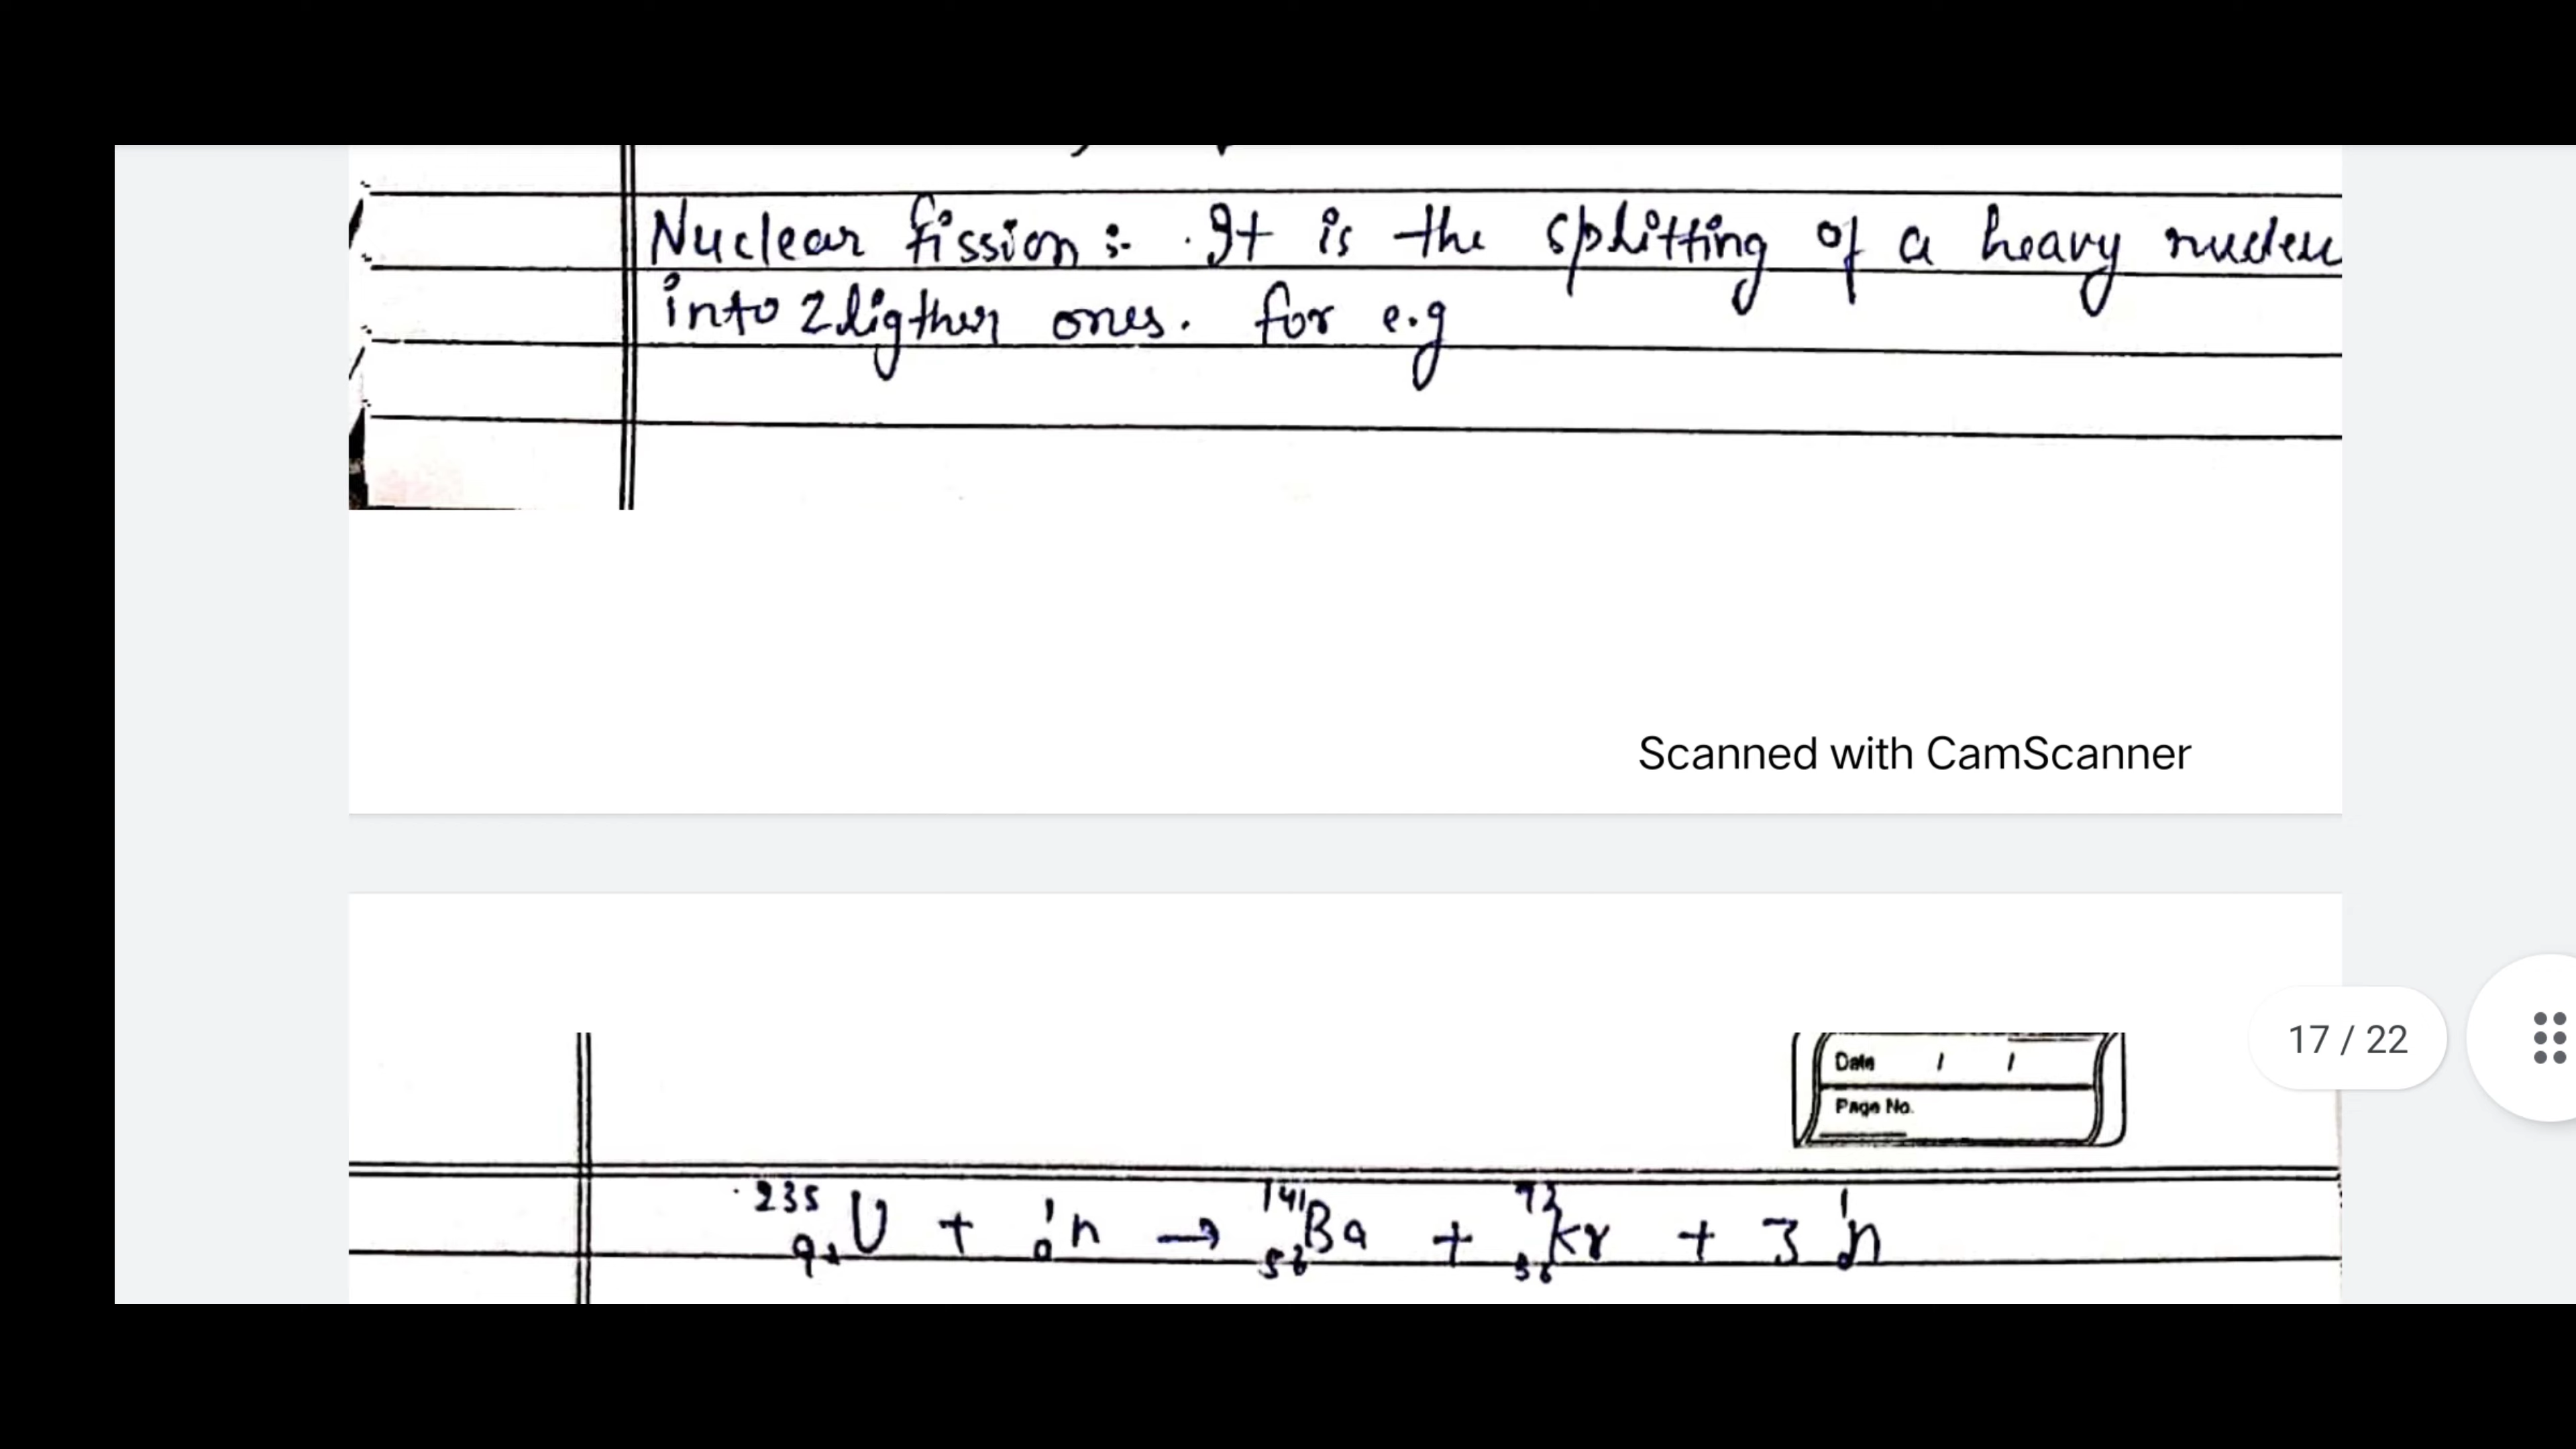 Nuclear fission :- It is the splitting of a heavy nucleu
into 2 ligther ones. for e.g
Scanned with CamScanner
17 / 22
Date / /
Page No.
²³⁵₉₂U + ¹₀n → ¹⁴¹₅₆Ba + ⁹²₃₆Kr + 3 ¹₀n